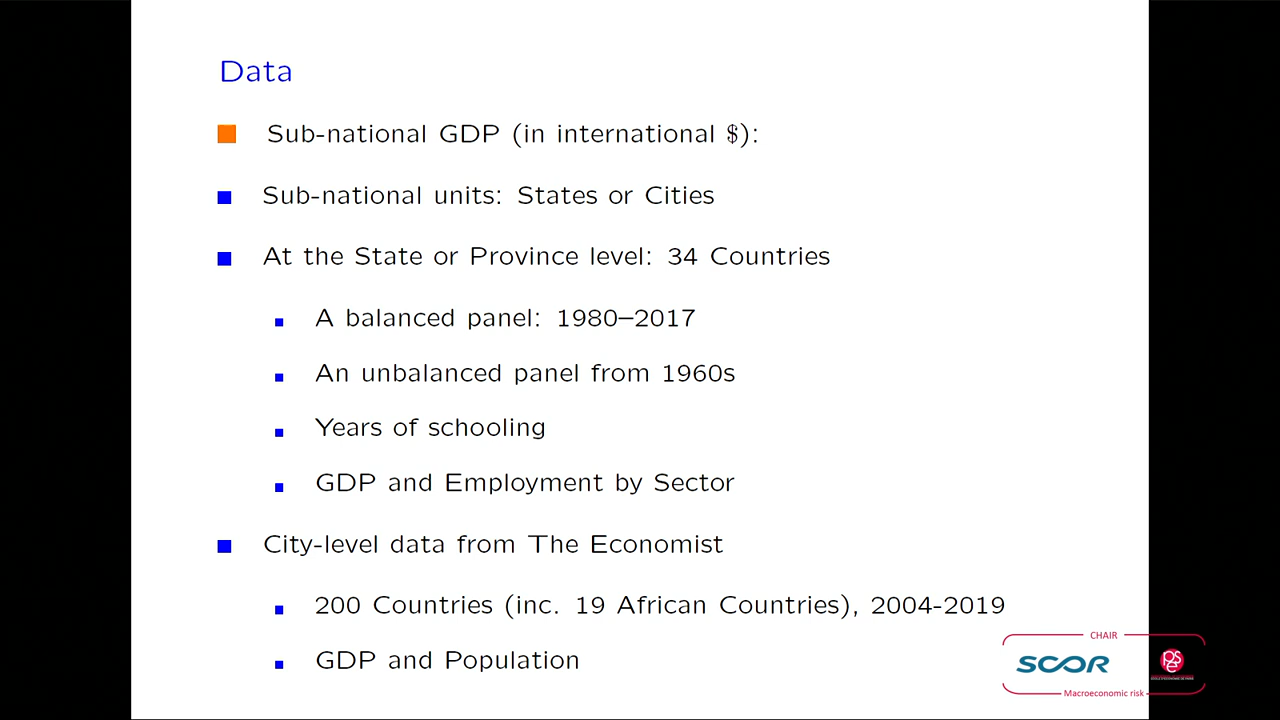 Data
Sub-national GDP (in international $):
Sub-national units: States or Cities
At the State or Province level: 34 Countries
A balanced panel: 1980–2017
An unbalanced panel from 1960s
Years of schooling
GDP and Employment by Sector
City-level data from The Economist
200 Countries (inc. 19 African Countries), 2004-2019
GDP and Population
CHAIR
SCOR
PSE
Macroeconomic risk